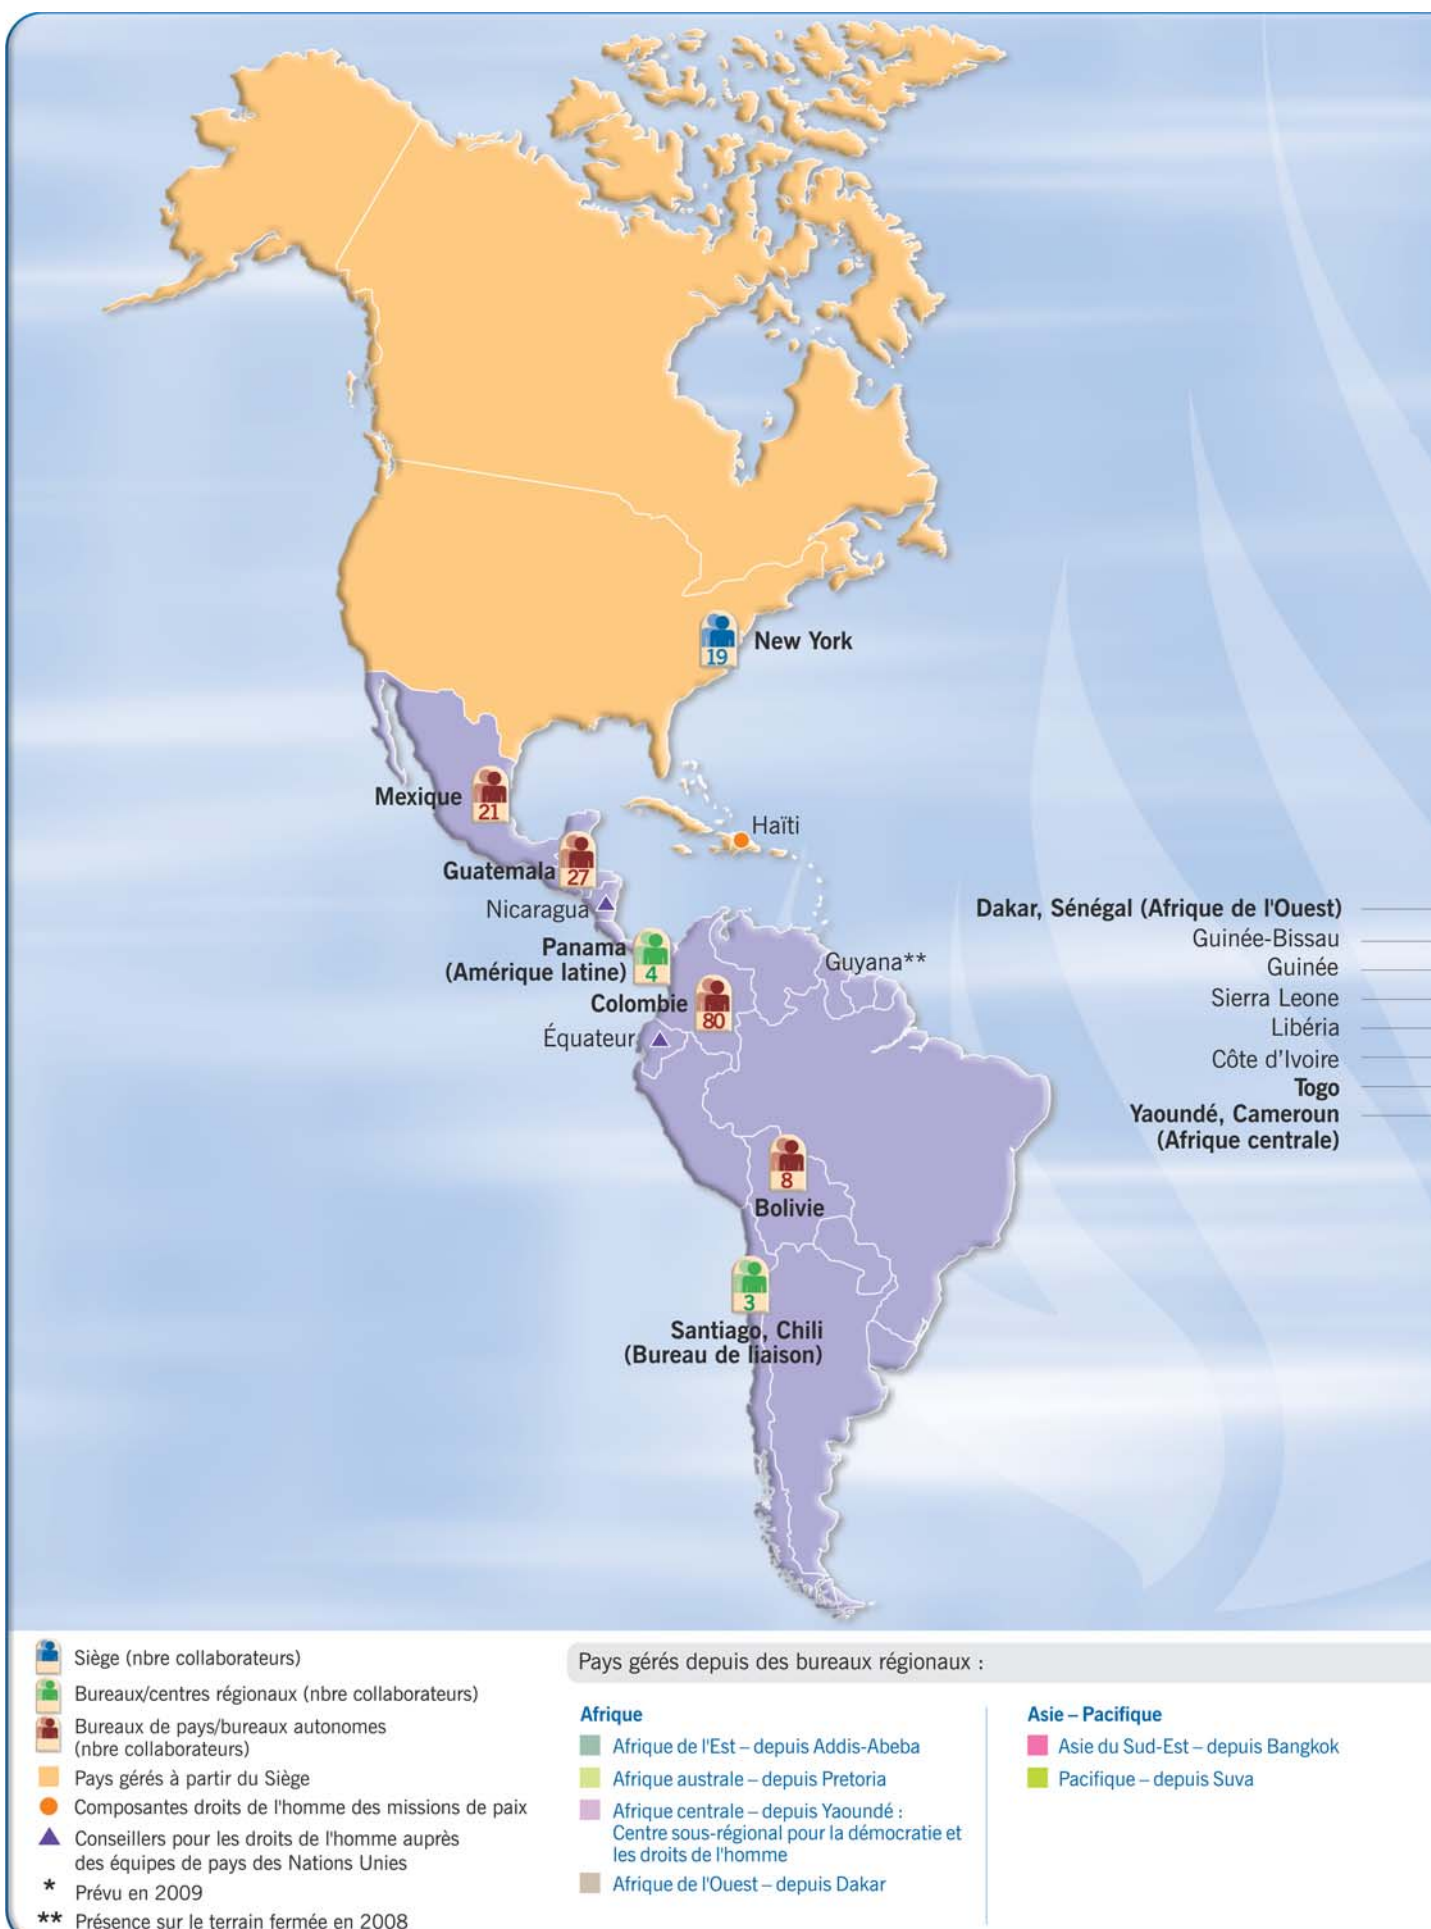 19
New York
Mexique
21
Haïti
Guatemala
27
Nicaragua
Dakar, Sénégal (Afrique de l'Ouest)
Guinée-Bissau
Guinée
Sierra Leone
Libéria
Côte d'Ivoire
Togo
Yaoundé, Cameroun
(Afrique centrale)
Panama
(Amérique latine)
4
Guyana**
Colombie
80
Équateur
8
Bolivie
3
Santiago, Chili
(Bureau de liaison)
Siège (nbre collaborateurs)
Bureaux/centres régionaux (nbre collaborateurs)
Bureaux de pays/bureaux autonomes
(nbre collaborateurs)
Pays gérés à partir du Siège
Composantes droits de l'homme des missions de paix
Conseillers pour les droits de l'homme auprès
des équipes de pays des Nations Unies
* Prévu en 2009
** Présence sur le terrain fermée en 2008
Pays gérés depuis des bureaux régionaux :
Afrique
Afrique de l'Est – depuis Addis-Abeba
Afrique australe – depuis Pretoria
Afrique centrale – depuis Yaoundé :
Centre sous-régional pour la démocratie et
les droits de l'homme
Afrique de l'Ouest – depuis Dakar
Asie – Pacifique
Asie du Sud-Est – depuis Bangkok
Pacifique – depuis Suva